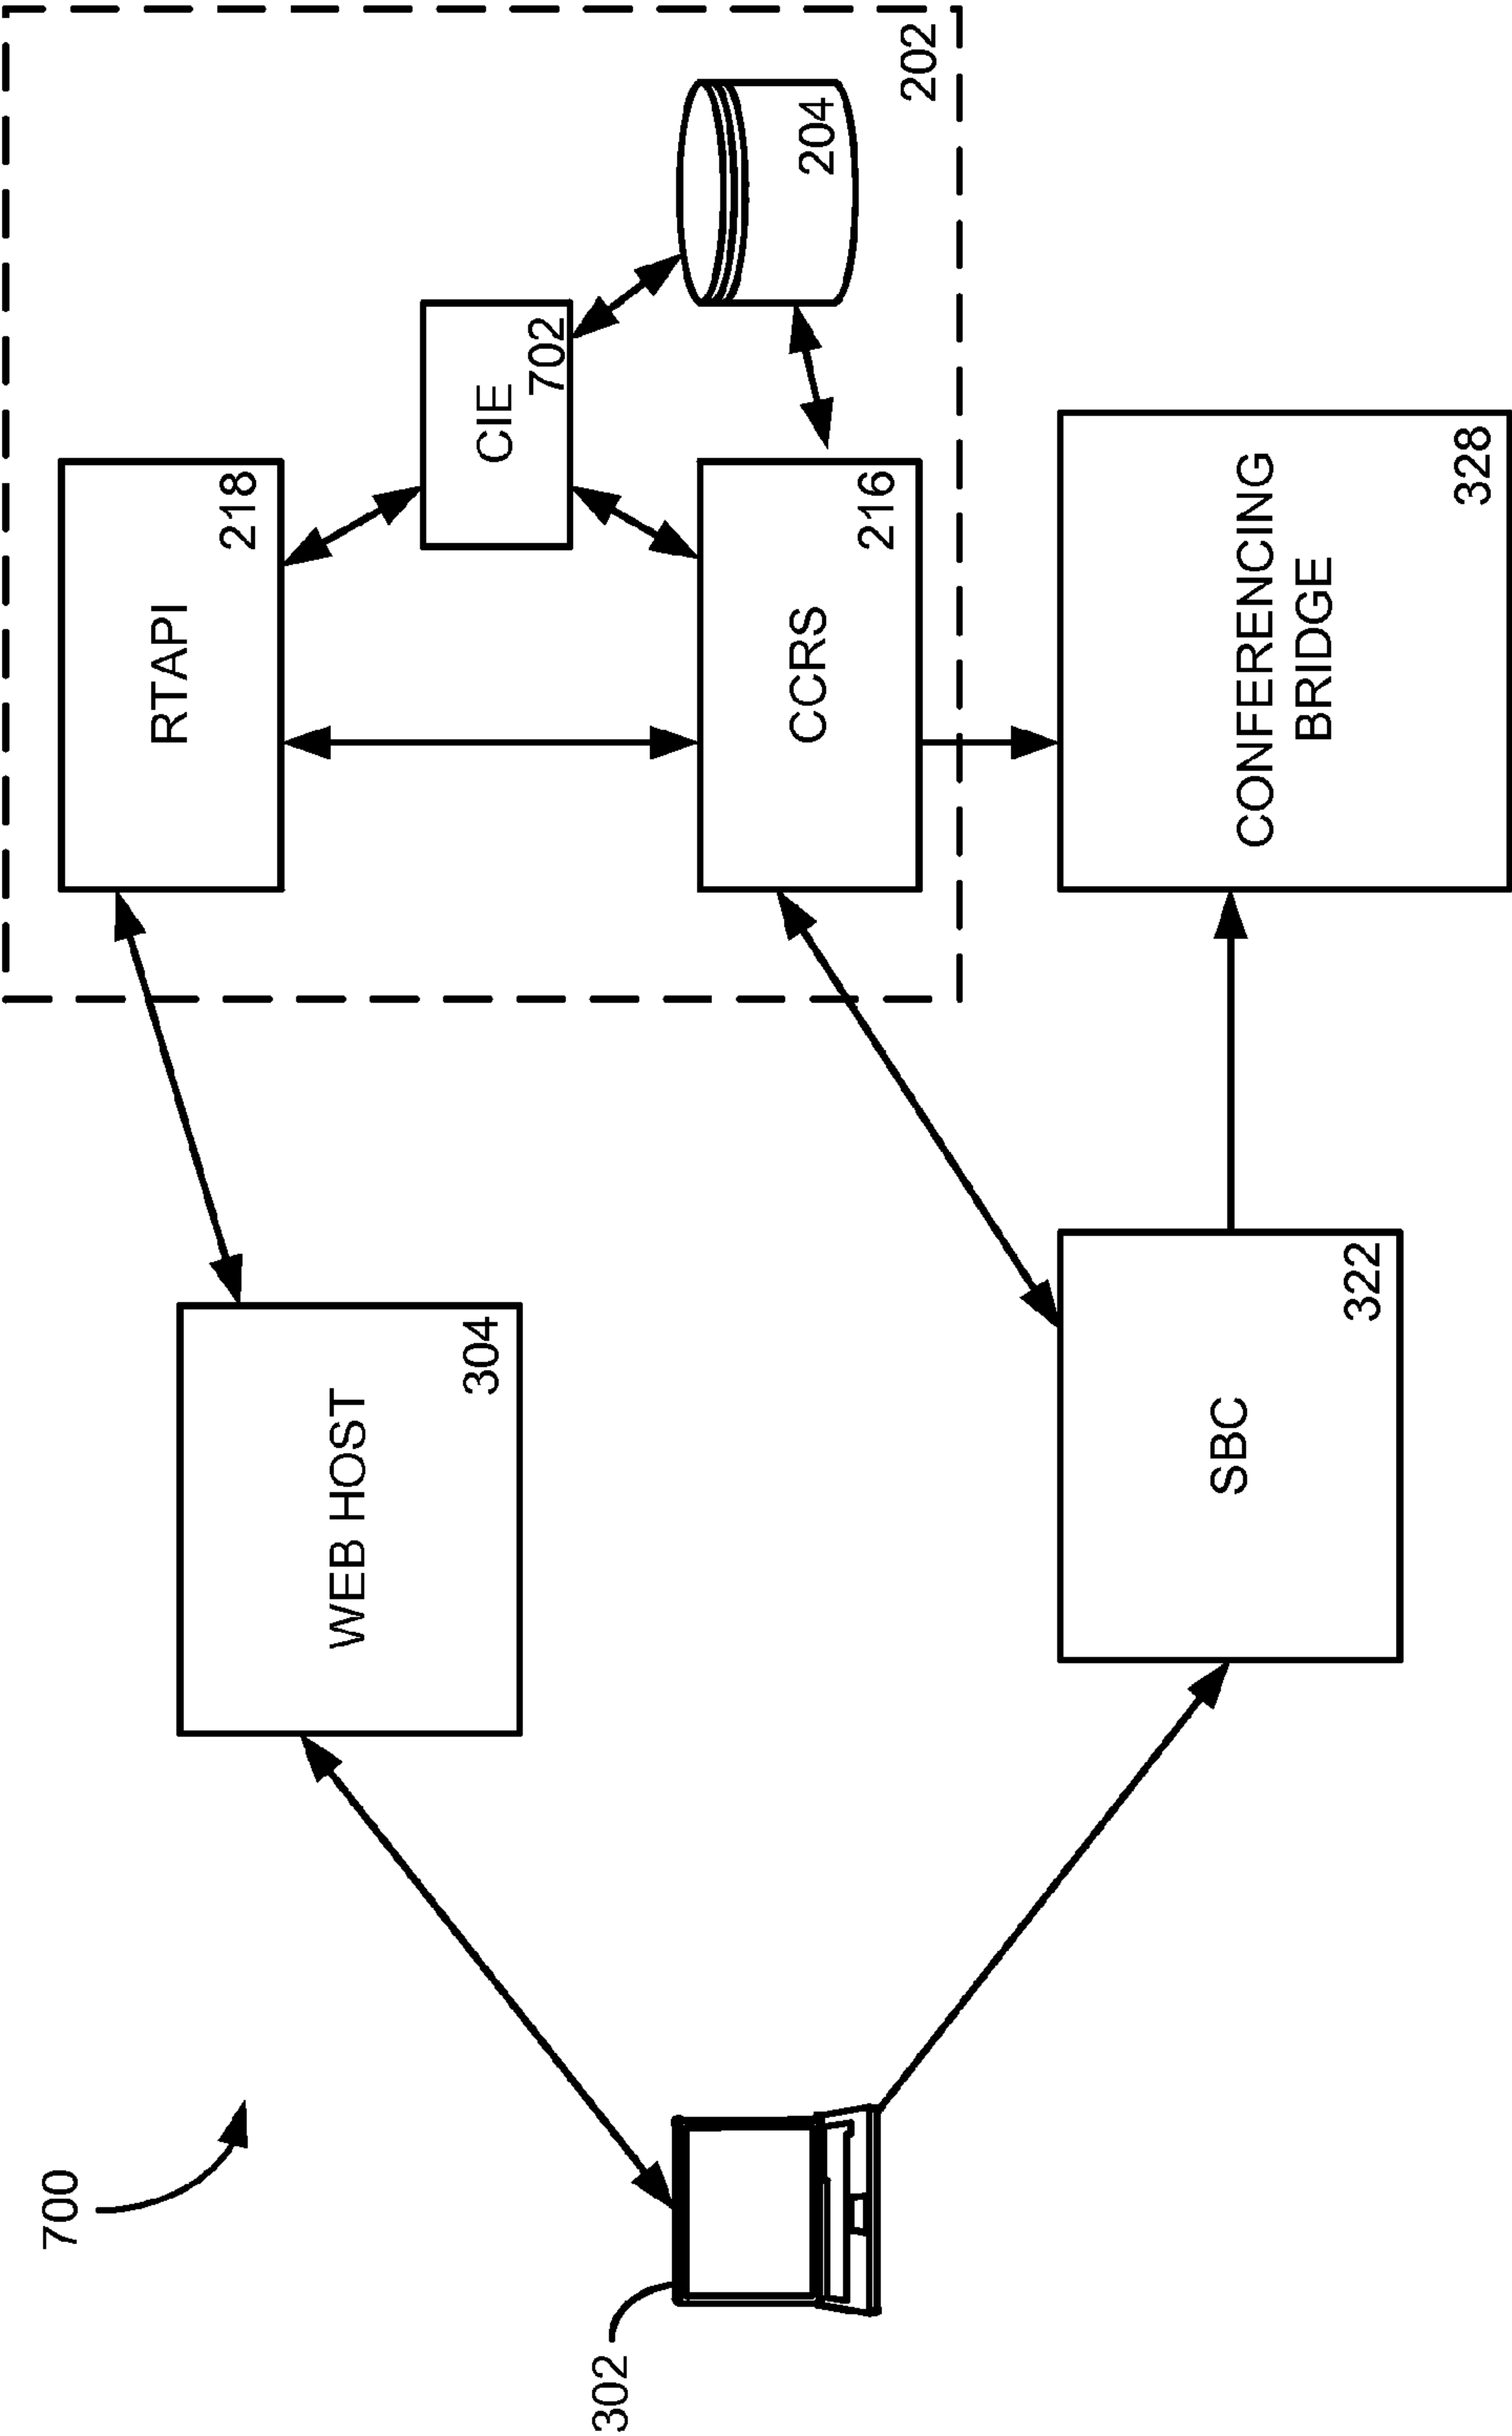 700
302
WEB HOST
304
SBC
322
RTAPI
218
CIE
702
204
CCRS
216
202
CONFERENCING
BRIDGE
328